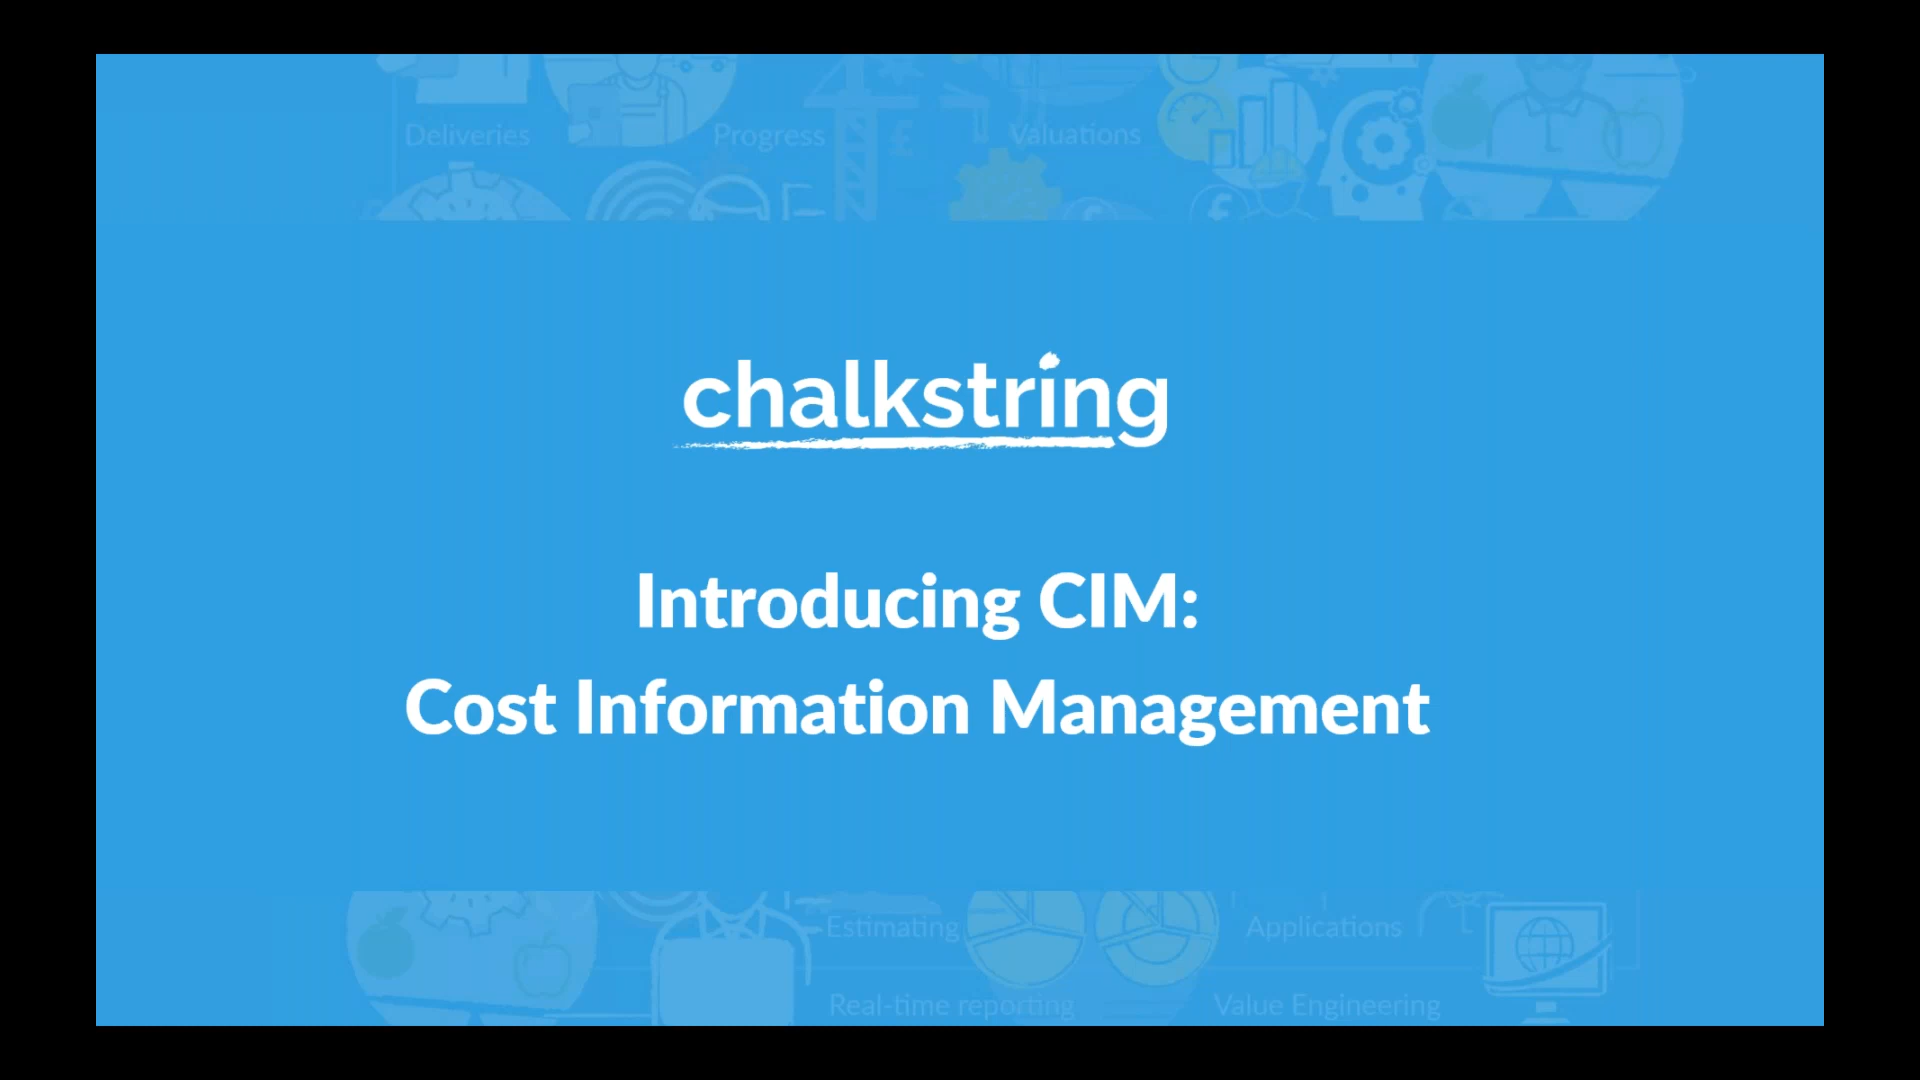 Deliveries Progress Valuations
chalkstring
Introducing CIM:
Cost Information Management
Estimating Applications
Real-time reporting Value Engineering